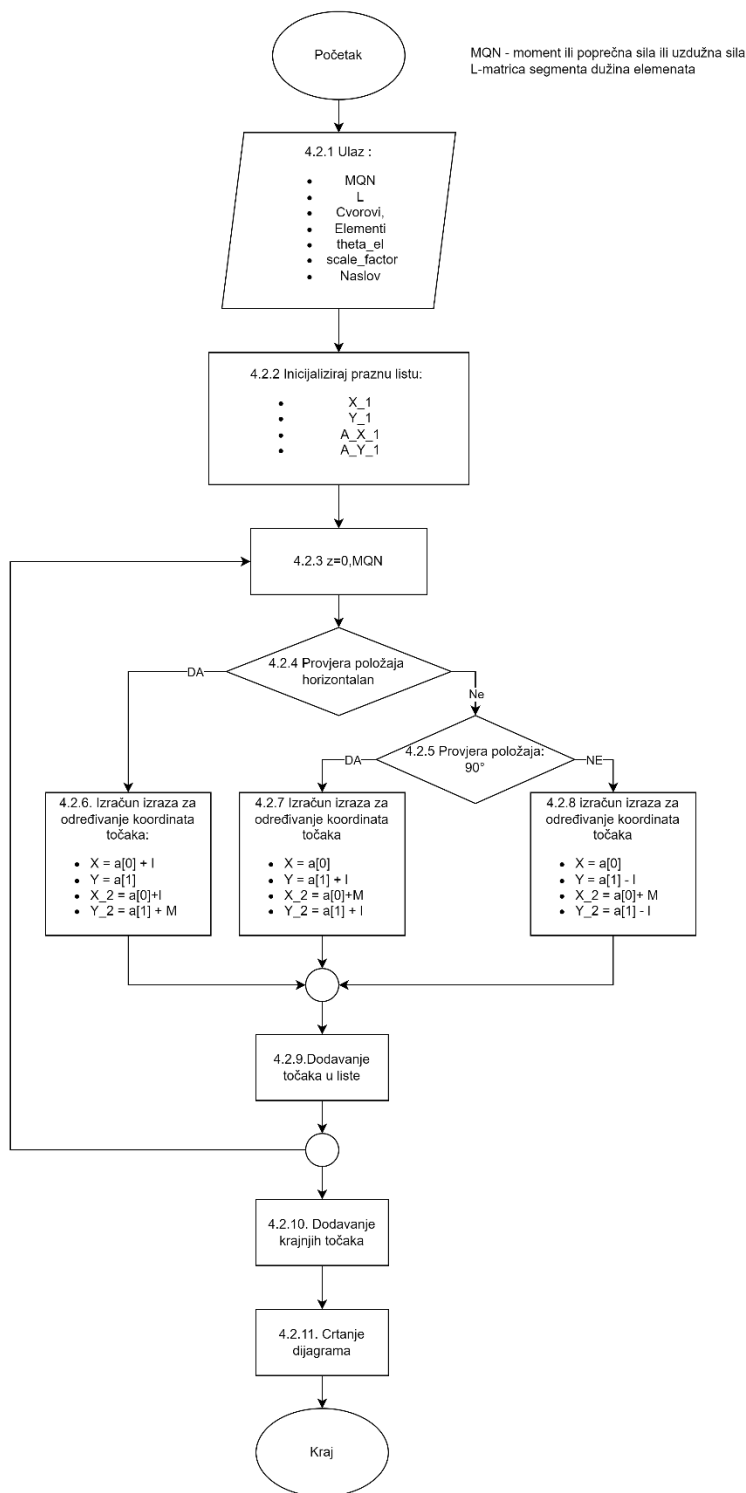 Početak
MQN - moment ili poprečna sila ili uzdužna sila
L-matrica segmenta dužina elemenata
4.2.1 Ulaz :
• MQN
• L
• Cvorovi,
• Elementi
• theta_el
• scale_factor
• Naslov
4.2.2 Inicijaliziraj praznu listu:
• X_1
• Y_1
• A_X_1
• A_Y_1
4.2.3 z=0,MQN
4.2.4 Provjera položaja
horizontalan
DA
Ne
4.2.5 Provjera položaja:
90°
DA
NE
4.2.6. Izračun izraza za
određivanje koordinata
točaka:
• X = a[0] + l
• Y = a[1]
• X_2 = a[0]+l
• Y_2 = a[1] + M
4.2.7 Izračun izraza za
određivanje koordinata
točaka
• X = a[0]
• Y = a[1] + l
• X_2 = a[0]+M
• Y_2 = a[1] + l
4.2.8 izračun izraza za
određivanje koordinata
točaka
• X = a[0]
• Y = a[1] - l
• X_2 = a[0]+ M
• Y_2 = a[1] - l
4.2.9.Dodavanje
točaka u liste
4.2.10. Dodavanje
krajnjih točaka
4.2.11. Crtanje
dijagrama
Kraj